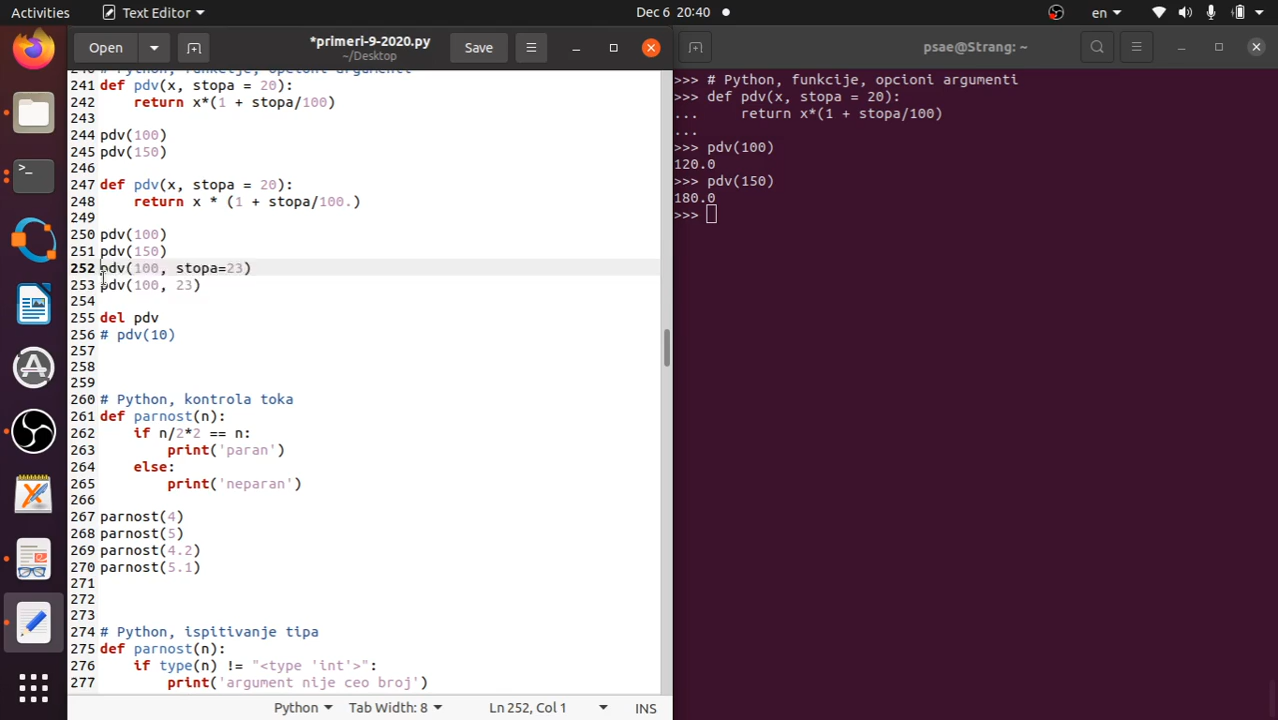 Activities
Text Editor
Dec 6 20:40
en
Open
*primeri-9-2020.py
~/Desktop
Save
psae@Strang: ~
240 # Python, funkcije, opcioni argumenti
241 def pdv(x, stopa = 20):
242     return x*(1 + stopa/100)
243
244 pdv(100)
245 pdv(150)
246
247 def pdv(x, stopa = 20):
248     return x * (1 + stopa/100.)
249
250 pdv(100)
251 pdv(150)
252 pdv(100, stopa=23)
253 pdv(100, 23)
254
255 del pdv
256 # pdv(10)
257
258
259
260 # Python, kontrola toka
261 def parnost(n):
262     if n/2*2 == n:
263         print('paran')
264     else:
265         print('neparan')
266
267 parnost(4)
268 parnost(5)
269 parnost(4.2)
270 parnost(5.1)
271
272
273
274 # Python, ispitivanje tipa
275 def parnost(n):
276     if type(n) != "<type 'int'>":
277         print('argument nije ceo broj')
Python
Tab Width: 8
Ln 252, Col 1
INS
>>> # Python, funkcije, opcioni argumenti
>>> def pdv(x, stopa = 20):
...     return x*(1 + stopa/100)
...
>>> pdv(100)
120.0
>>> pdv(150)
180.0
>>>